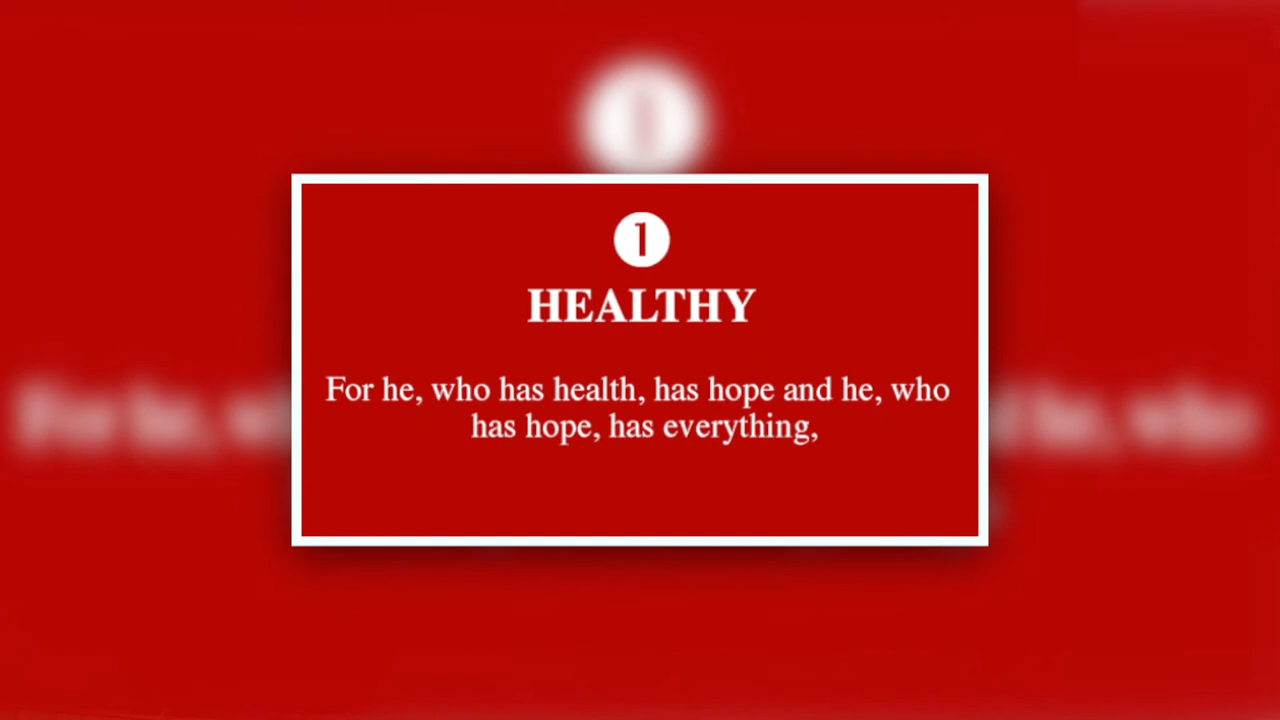 1
HEALTHY
For he, who has health, has hope and he, who
has hope, has everything,